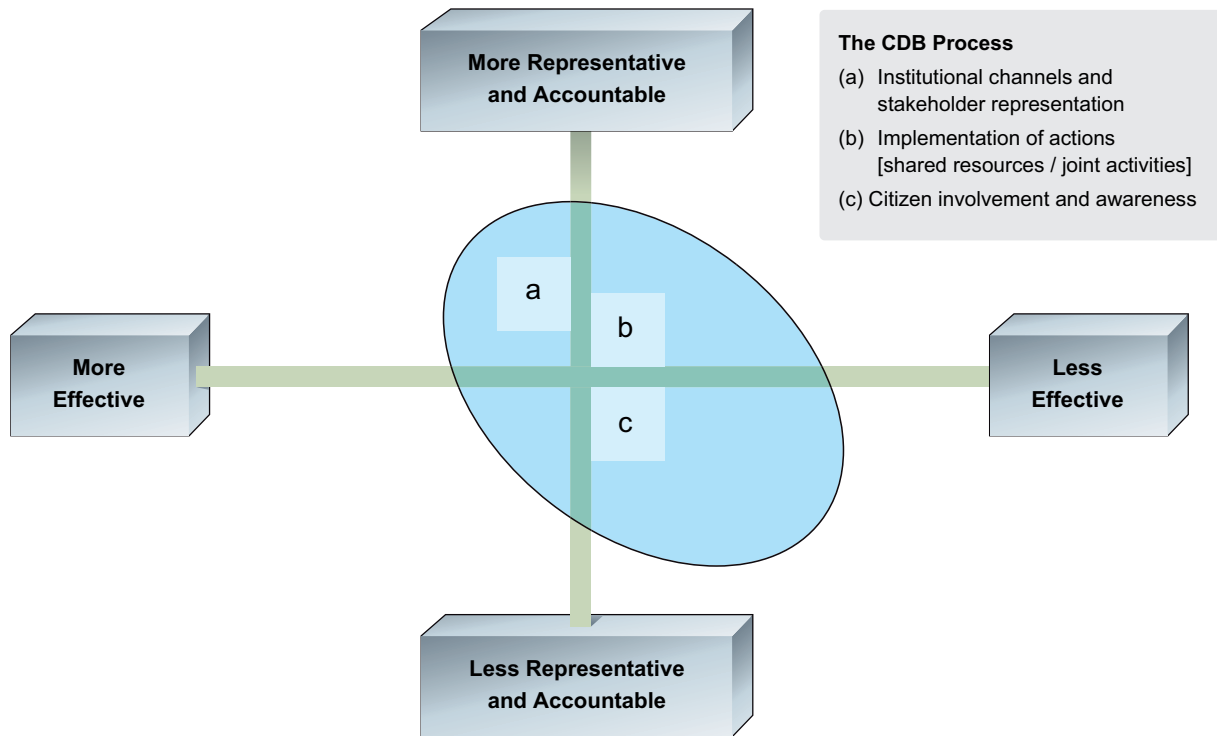 More Representative
and Accountable
The CDB Process
(a) Institutional channels and
stakeholder representation
(b) Implementation of actions
[shared resources / joint activities]
(c) Citizen involvement and awareness
a
b
More
Effective
Less
Effective
c
Less Representative
and Accountable